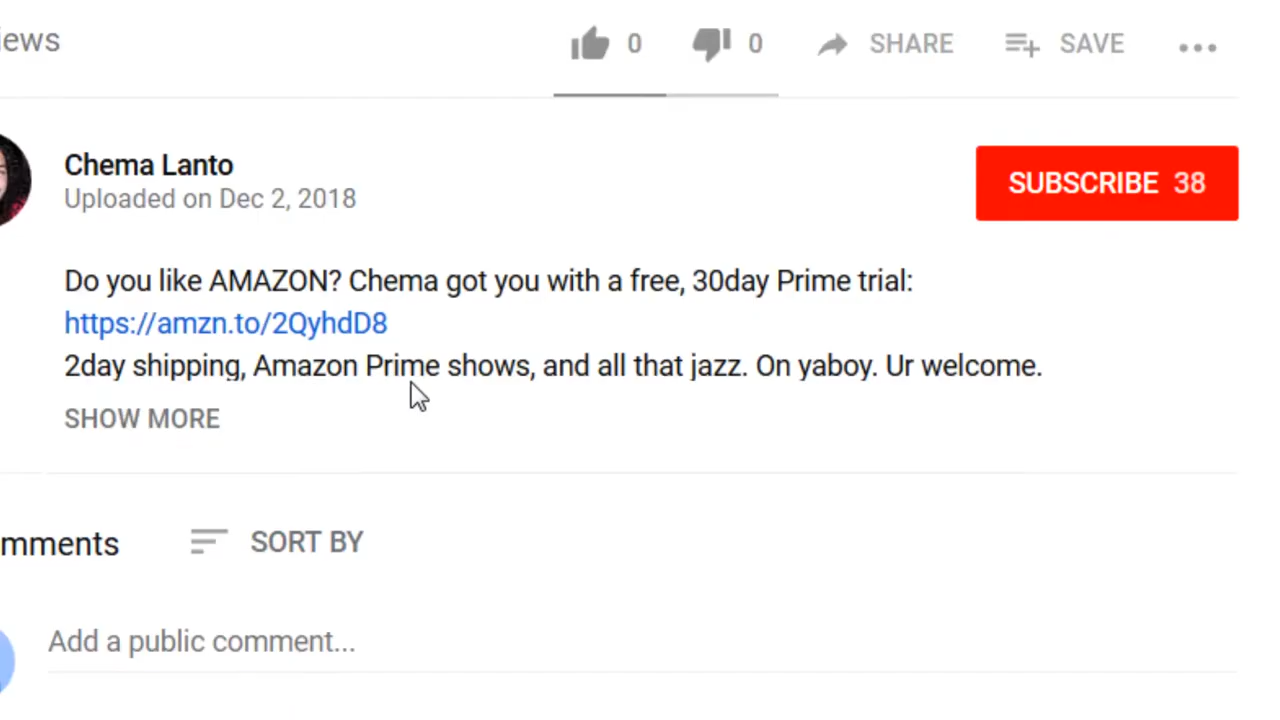 iews
0 0 SHARE SAVE
Chema Lanto
Uploaded on Dec 2, 2018
SUBSCRIBE 38
Do you like AMAZON? Chema got you with a free, 30day Prime trial:
https://amzn.to/2QyhdD8
2day shipping, Amazon Prime shows, and all that jazz. On yaboy. Ur welcome.
SHOW MORE
mments SORT BY
Add a public comment...